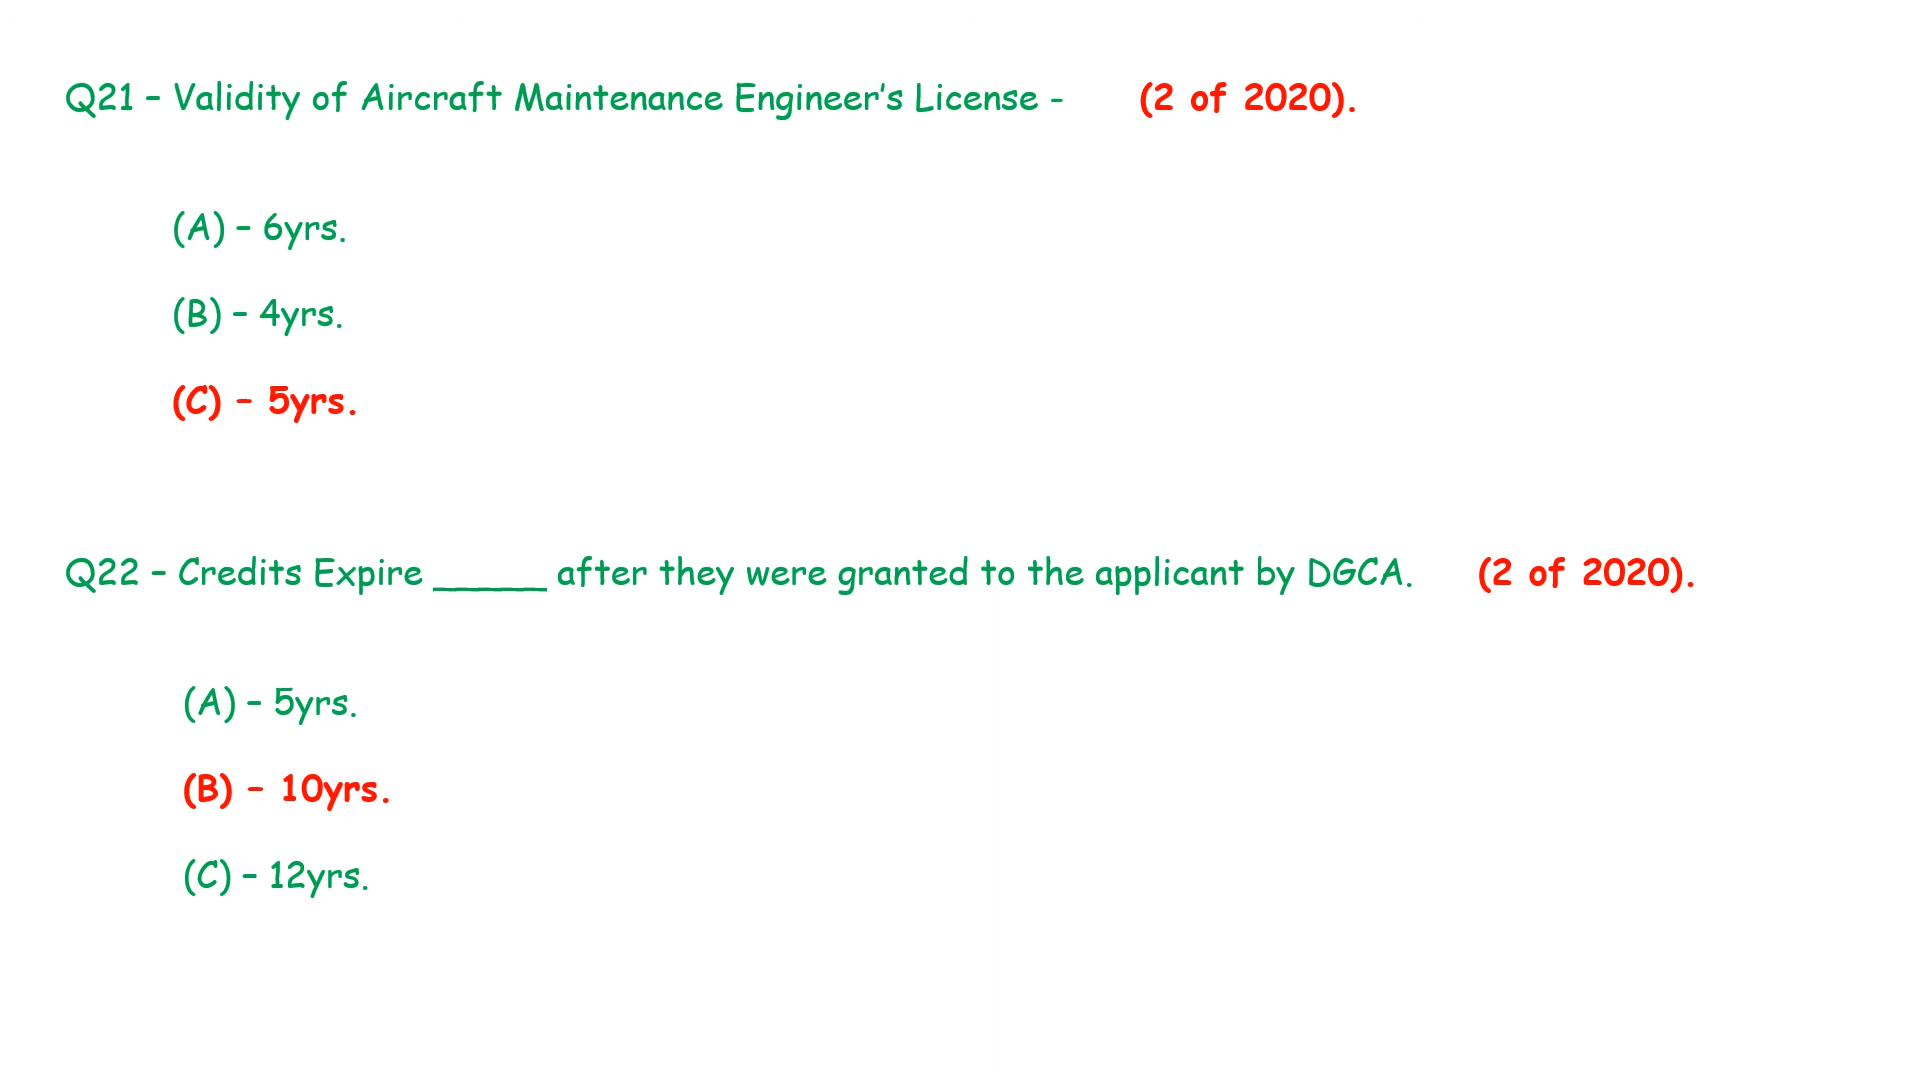 Q21 – Validity of Aircraft Maintenance Engineer’s License - (2 of 2020).
(A) – 6yrs.
(B) – 4yrs.
(C) – 5yrs.
Q22 – Credits Expire _____ after they were granted to the applicant by DGCA. (2 of 2020).
(A) – 5yrs.
(B) – 10yrs.
(C) – 12yrs.